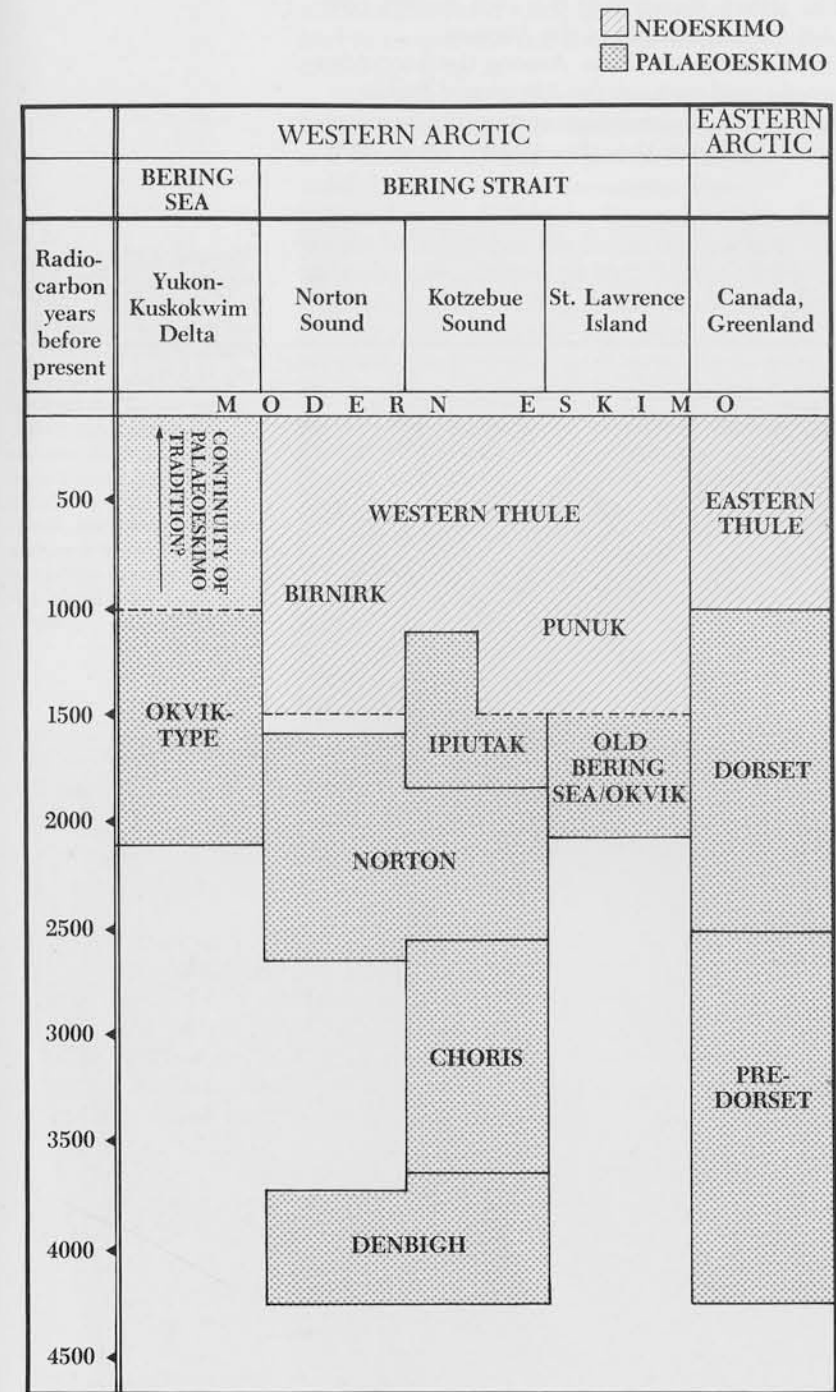 NEOESKIMO
PALAEOESKIMO
WESTERN ARCTIC
EASTERN
ARCTIC
BERING
SEA
BERING STRAIT
Radio-
carbon
years
before
present
Yukon-
Kuskokwim
Delta
Norton
Sound
Kotzebue
Sound
St. Lawrence
Island
Canada,
Greenland
MODERN ESKIMO
CONTINUITY OF
PALAEOESKIMO
TRADITION?
500
WESTERN THULE
EASTERN
THULE
BIRNIRK
1000
PUNUK
1500
OKVIK-
TYPE
IPIUTAK
OLD
BERING
SEA/OKVIK
DORSET
2000
NORTON
2500
3000
CHORIS
PRE-
DORSET
3500
4000
DENBIGH
4500